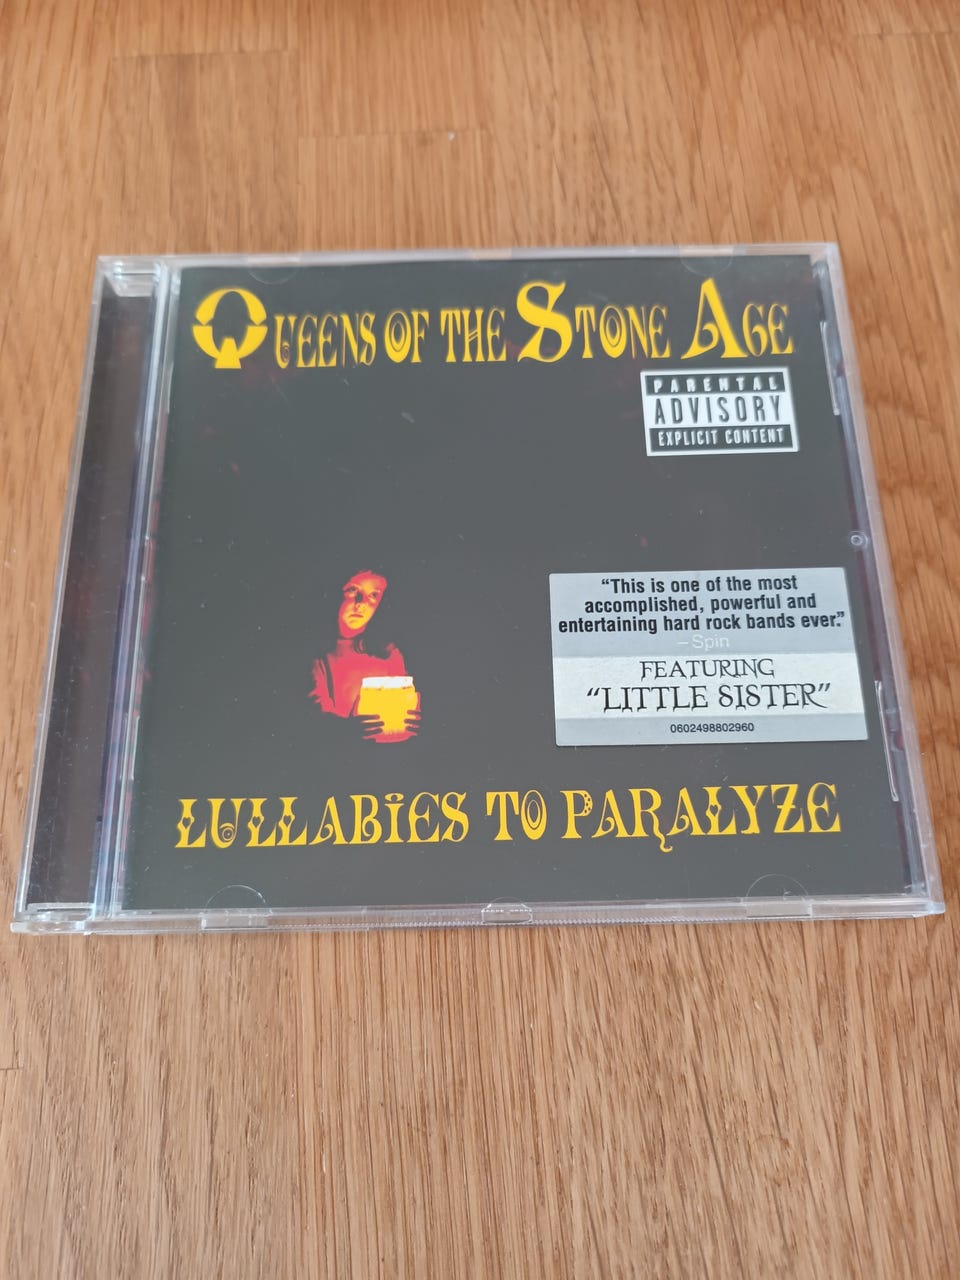 QUEENS OF THE STONE AGE
PARENTAL
ADVISORY
EXPLICIT CONTENT
“This is one of the most
accomplished, powerful and
entertaining hard rock bands ever.”
–Spin
FEATURING
“LITTLE SISTER”
0602498802960
LULLABIES TO PARALYZE